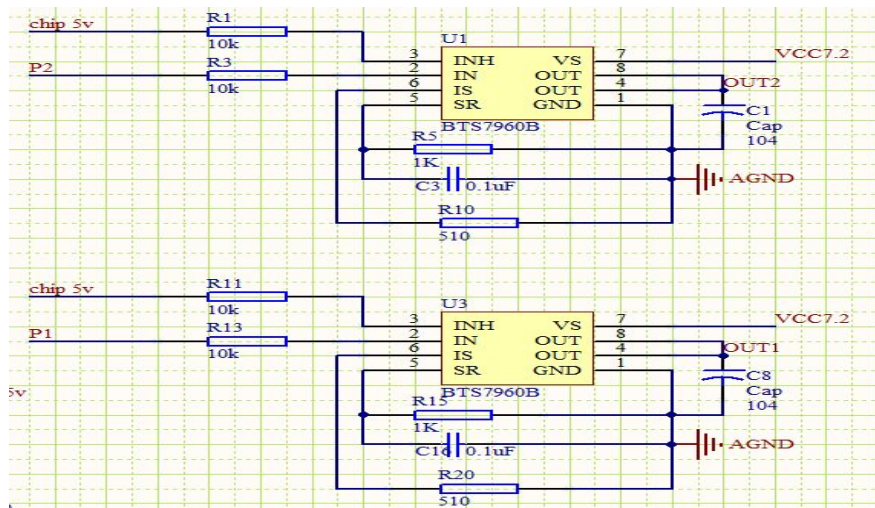 chip 5v
R1
10k
P2
R3
10k
U1
3 INH VS 7 VCC7.2
2 IN OUT 8
6 IS OUT 4 OUT2
5 SR GND 1
BTS7960B
C1
Cap
104
R5
1K
C3 0.1uF
AGND
R10
510
chip 5v
R11
10k
P1
R13
10k
U3
3 INH VS 7 VCC7.2
2 IN OUT 8
6 IS OUT 4 OUT1
5 SR GND 1
BTS7960B
C8
Cap
104
5v
R15
1K
C16 0.1uF
AGND
R20
510